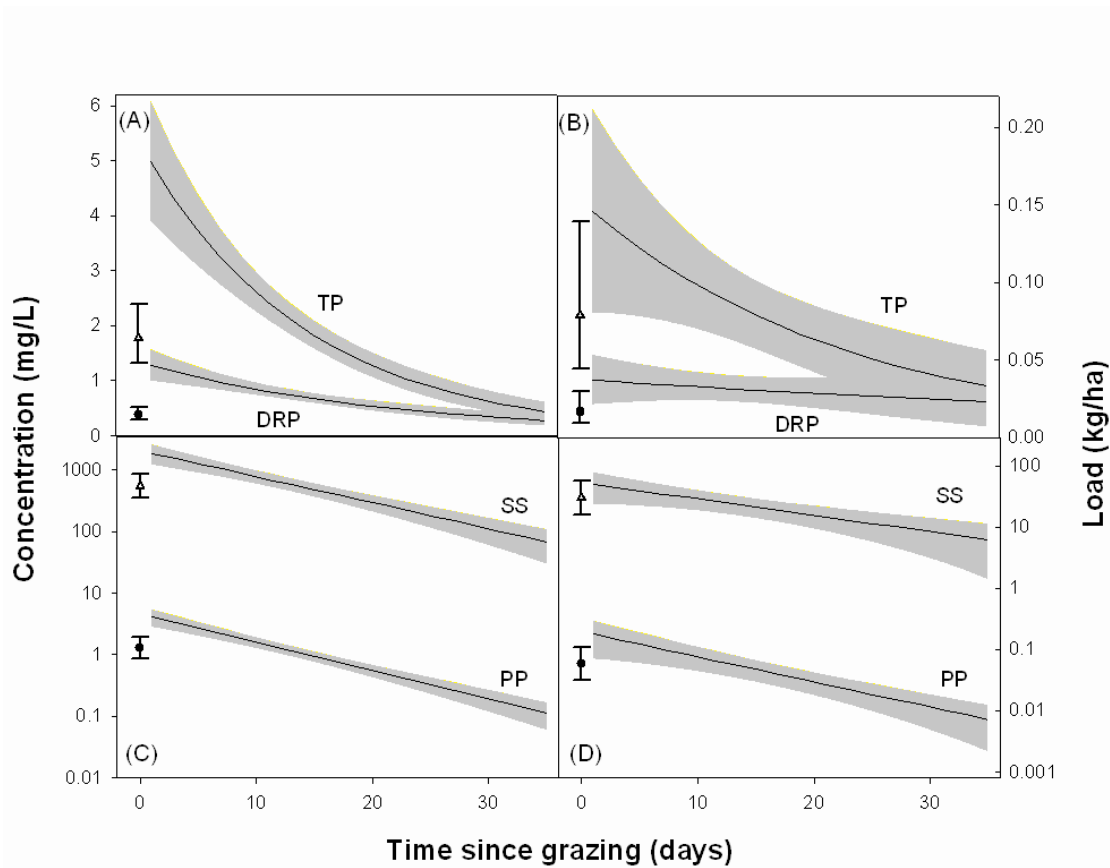 (A)
6
5
4
3
2
1
0
TP
DRP
(B)
0.20
0.15
0.10
0.05
0.00
TP
DRP
Concentration (mg/L)
Load (kg/ha)
1000
100
10
1
0.1
0.01
SS
PP
(C)
100
10
1
0.1
0.01
0.001
SS
PP
(D)
0
10
20
30
0
10
20
30
Time since grazing (days)